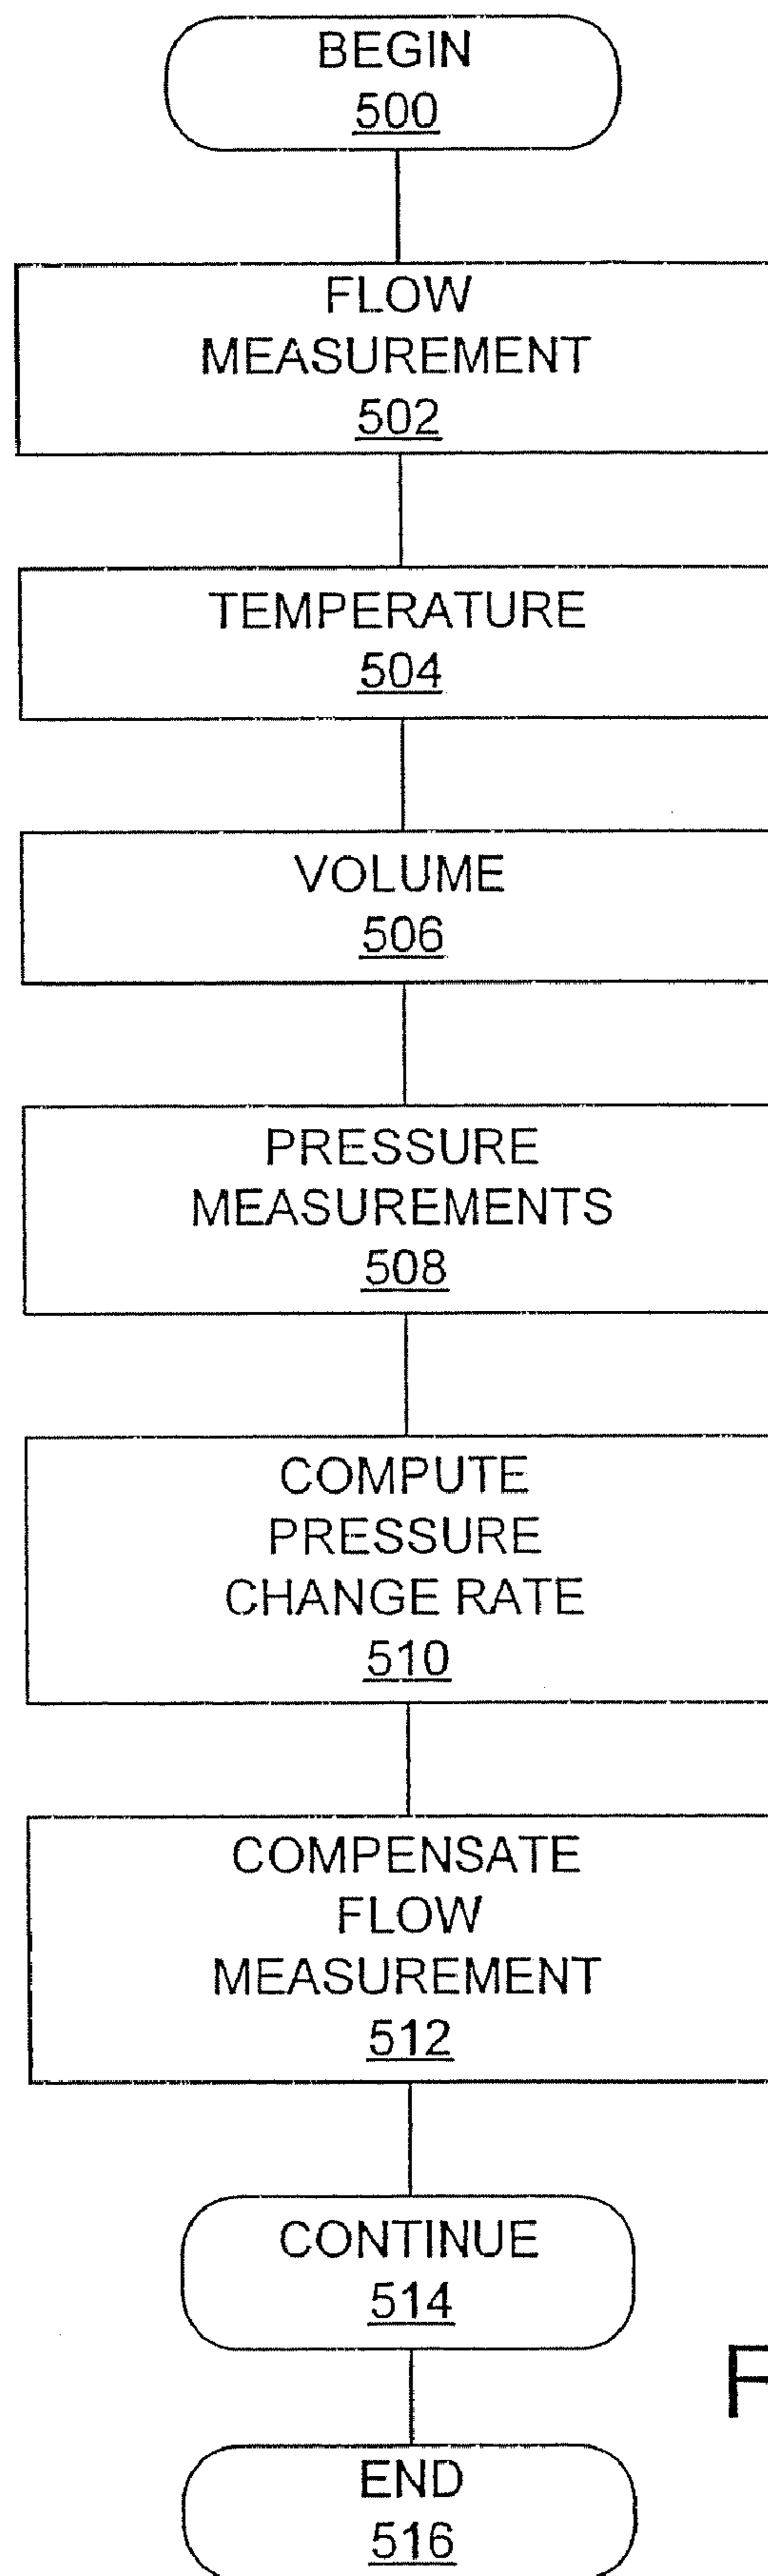 BEGIN
500
FLOW
MEASUREMENT
502
TEMPERATURE
504
VOLUME
506
PRESSURE
MEASUREMENTS
508
COMPUTE
PRESSURE
CHANGE RATE
510
COMPENSATE
FLOW
MEASUREMENT
512
CONTINUE
514
F
END
516